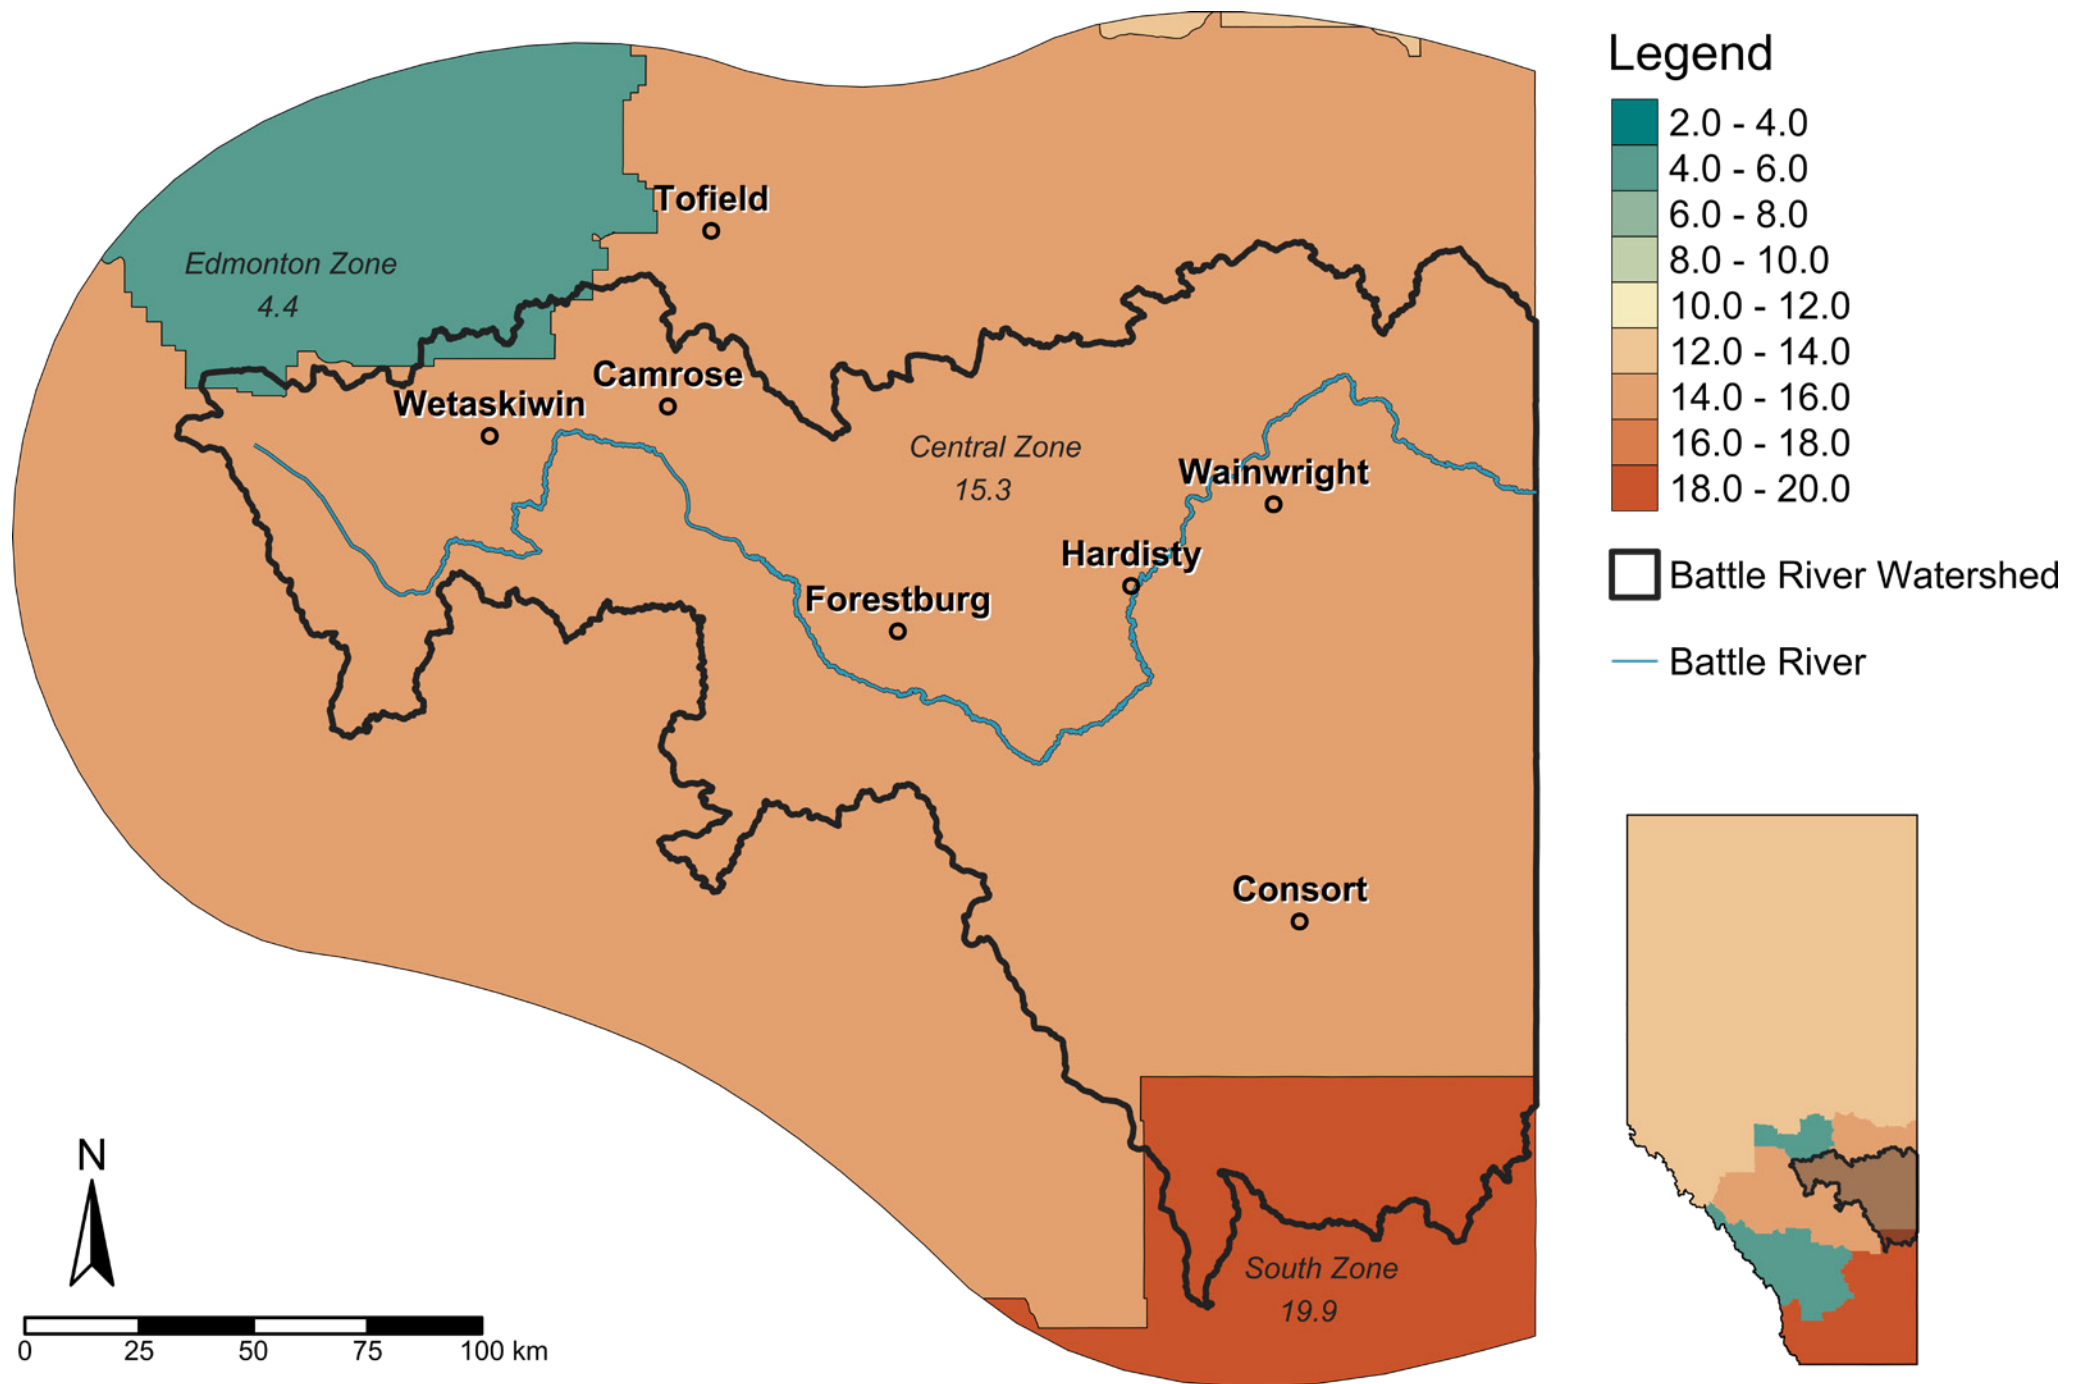 Legend
2.0 - 4.0
4.0 - 6.0
6.0 - 8.0
8.0 - 10.0
10.0 - 12.0
12.0 - 14.0
14.0 - 16.0
16.0 - 18.0
18.0 - 20.0
Battle River Watershed
Battle River
Tofield
Edmonton Zone
4.4
Camrose
Wetaskiwin
Central Zone
15.3
Wainwright
Hardisty
Forestburg
Consort
South Zone
19.9
N
0 25 50 75 100 km